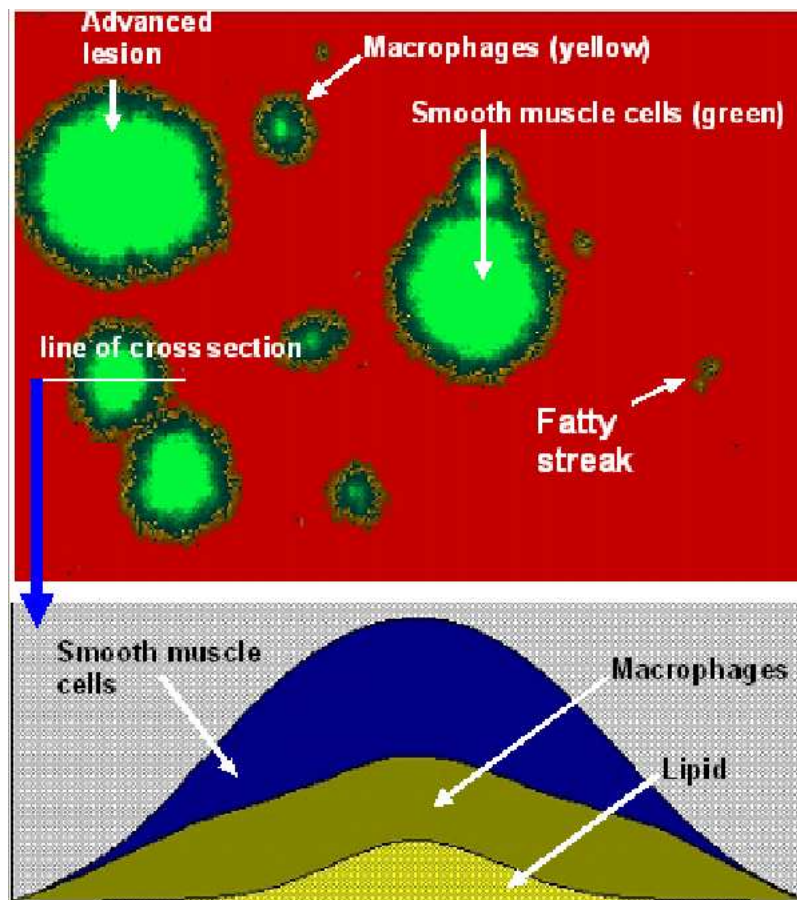 Advanced
lesion
Macrophages (yellow)
Smooth muscle cells (green)
line of cross section
Fatty
streak
Smooth muscle
cells
Macrophages
Lipid